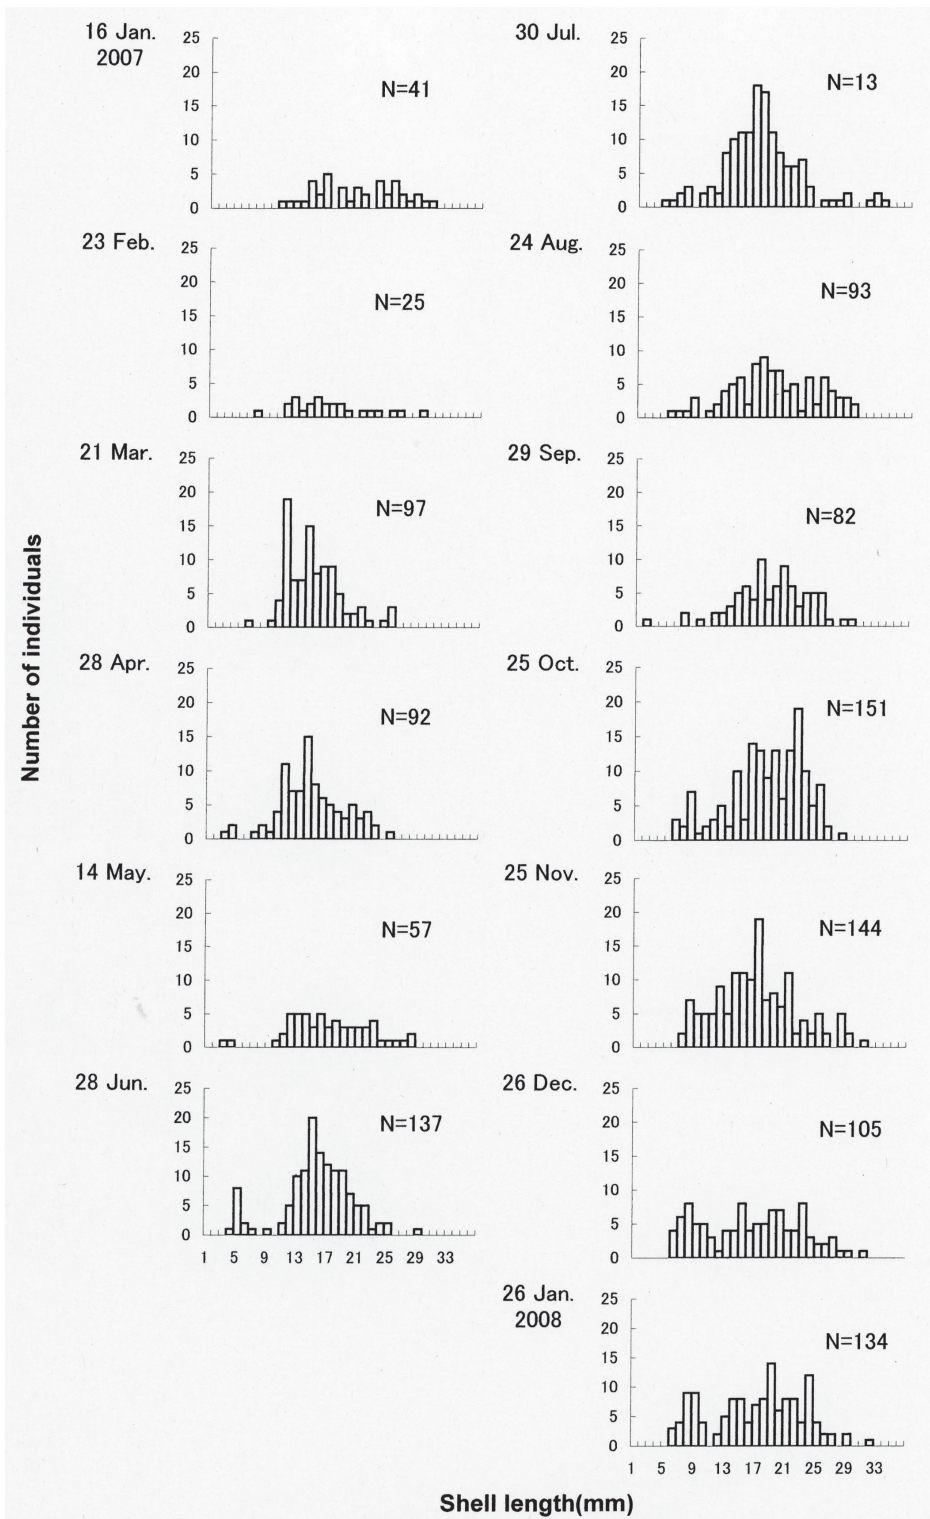 16 Jan.
2007
25
20
15
10
5
0
N=41
23 Feb.
25
20
15
10
5
0
N=25
21 Mar.
25
20
15
10
5
0
N=97
28 Apr.
25
20
15
10
5
0
N=92
14 May.
25
20
15
10
5
0
N=57
28 Jun.
25
20
15
10
5
0
N=137
1 5 9 13 17 21 25 29 33
30 Jul.
25
20
15
10
5
0
N=13
24 Aug.
25
20
15
10
5
0
N=93
29 Sep.
25
20
15
10
5
0
N=82
25 Oct.
25
20
15
10
5
0
N=151
25 Nov.
25
20
15
10
5
0
N=144
26 Dec.
25
20
15
10
5
0
N=105
26 Jan.
2008
25
20
15
10
5
0
N=134
1 5 9 13 17 21 25 29 33
Number of individuals
Shell length(mm)